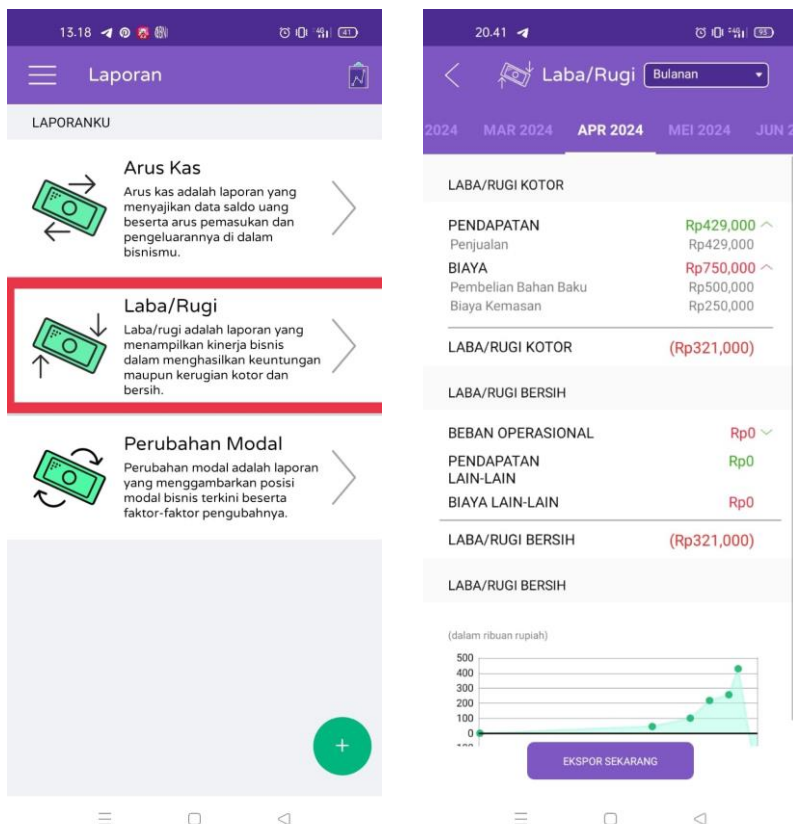 13.18
41
Laporan
LAPORANKU
Arus Kas
Arus kas adalah laporan yang
menyajikan data saldo uang
beserta arus pemasukan dan
pengeluarannya di dalam
bisnismu.
Laba/Rugi
Laba/rugi adalah laporan yang
menampilkan kinerja bisnis
dalam menghasilkan keuntungan
maupun kerugian kotor dan
bersih.
Perubahan Modal
Perubahan modal adalah laporan
yang menggambarkan posisi
modal bisnis terkini beserta
faktor-faktor pengubahnya.
+
20.41
93
Laba/Rugi Bulanan
2024 MAR 2024 APR 2024 MEI 2024 JUN 2
LABA/RUGI KOTOR
PENDAPATAN Rp429,000
Penjualan Rp429,000
BIAYA Rp750,000
Pembelian Bahan Baku Rp500,000
Biaya Kemasan Rp250,000
LABA/RUGI KOTOR (Rp321,000)
LABA/RUGI BERSIH
BEBAN OPERASIONAL Rp0
PENDAPATAN Rp0
LAIN-LAIN
BIAYA LAIN-LAIN Rp0
LABA/RUGI BERSIH (Rp321,000)
LABA/RUGI BERSIH
(dalam ribuan rupiah)
500
400
300
200
100
0
EKSPOR SEKARANG